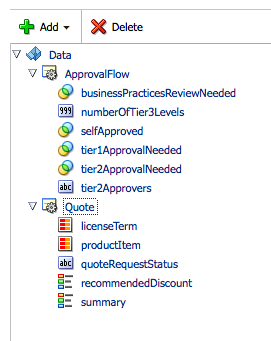 Add Delete
Data
ApprovalFlow
businessPracticesReviewNeeded
999 numberOfTier3Levels
selfApproved
tier1ApprovalNeeded
tier2ApprovalNeeded
abc tier2Approvers
Quote
licenseTerm
productItem
abc quoteRequestStatus
recommendedDiscount
summary